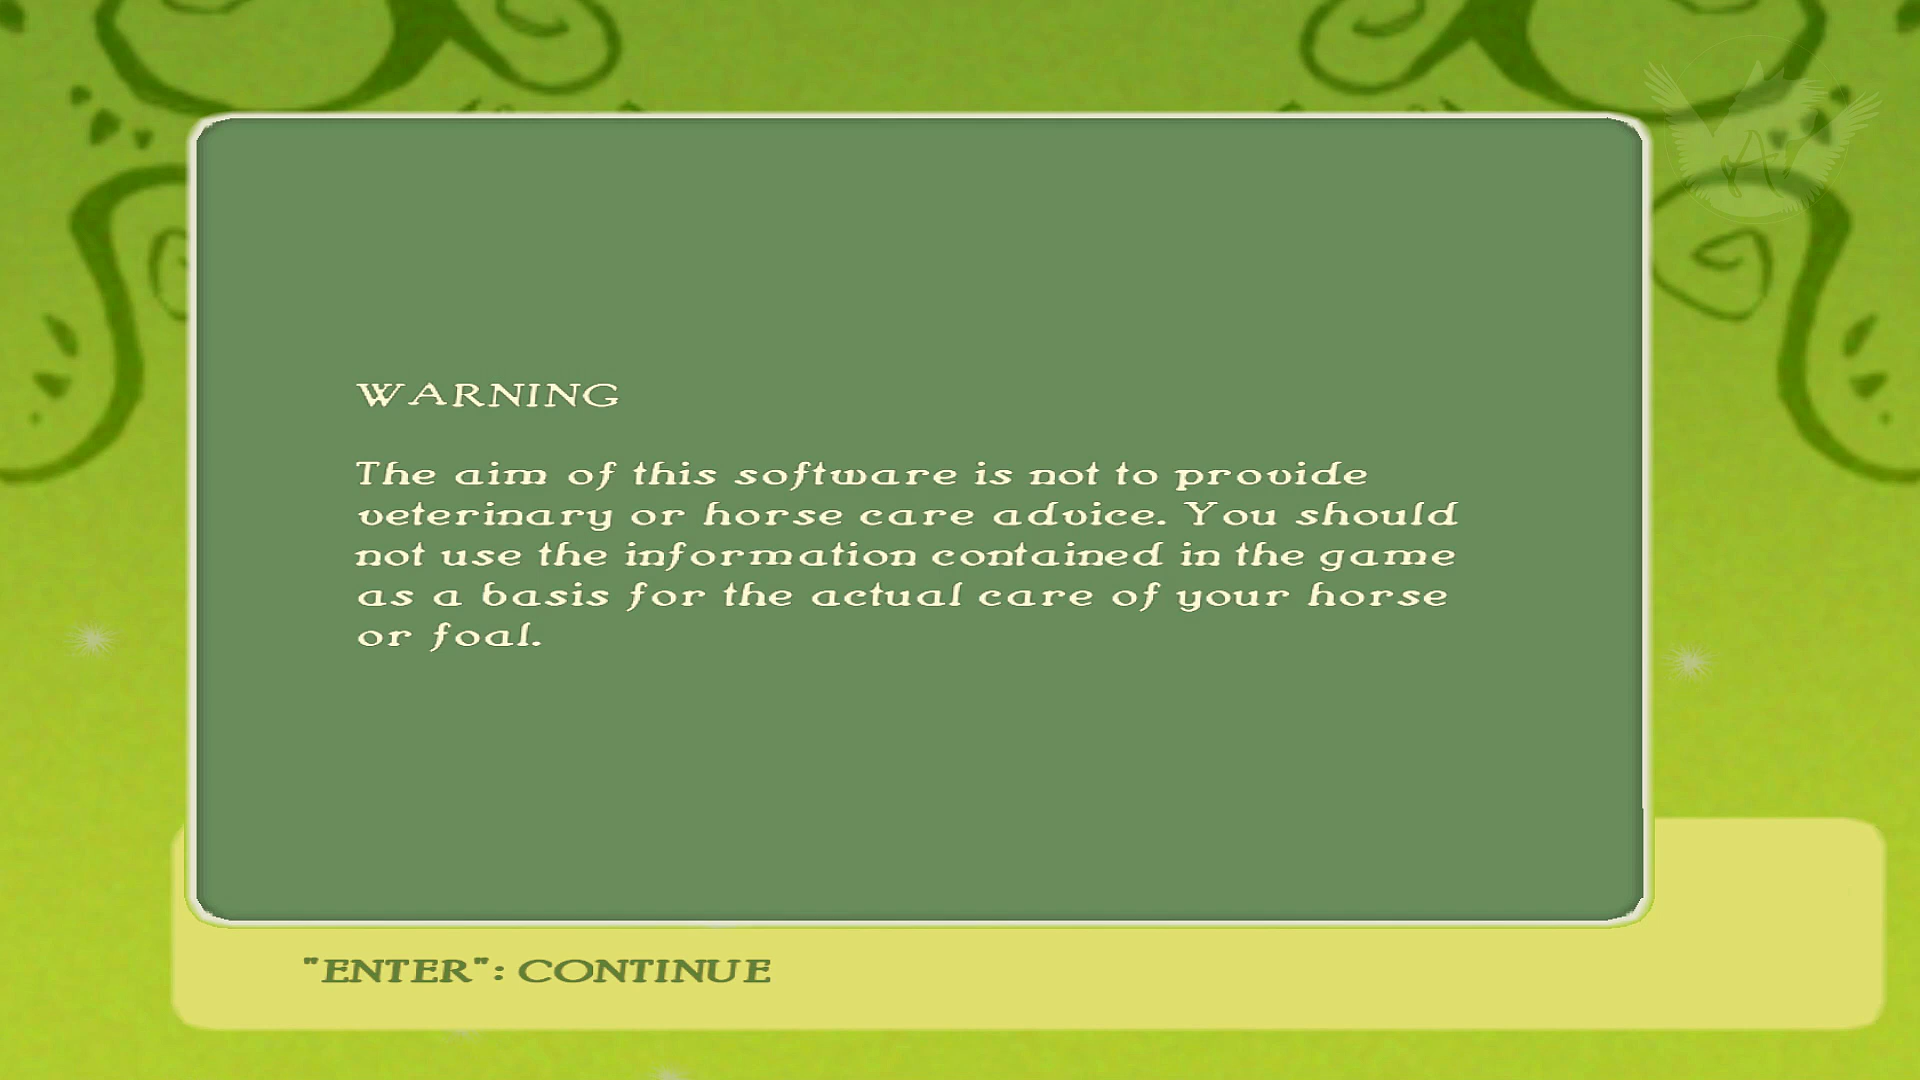 WARNING
The aim of this software is not to provide
veterinary or horse care advice. You should
not use the information contained in the game
as a basis for the actual care of your horse
or foal.
"ENTER": CONTINUE